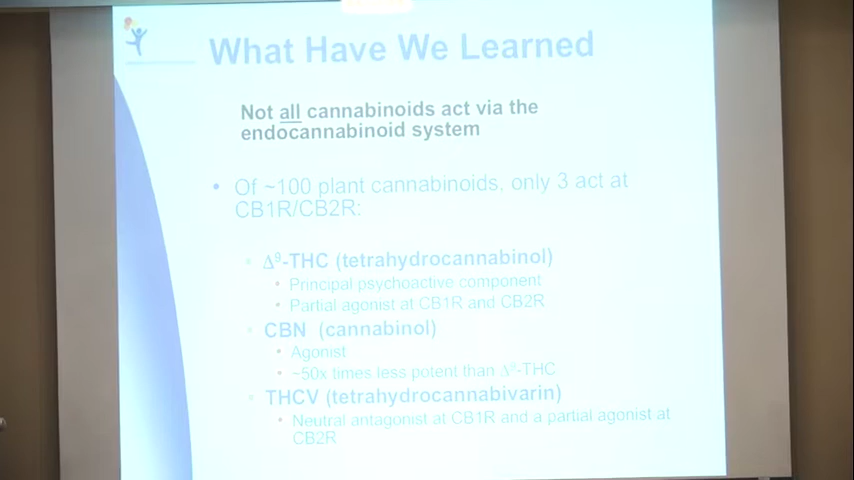 What Have We Learned
Not all cannabinoids act via the
endocannabinoid system
• Of ~100 plant cannabinoids, only 3 act at
CB1R/CB2R:
• Δ⁹-THC (tetrahydrocannabinol)
• Principal psychoactive component
• Partial agonist at CB1R and CB2R
• CBN (cannabinol)
• Agonist
• ~50x times less potent than Δ⁹-THC
• THCV (tetrahydrocannabivarin)
• Neutral antagonist at CB1R and a partial agonist at
CB2R